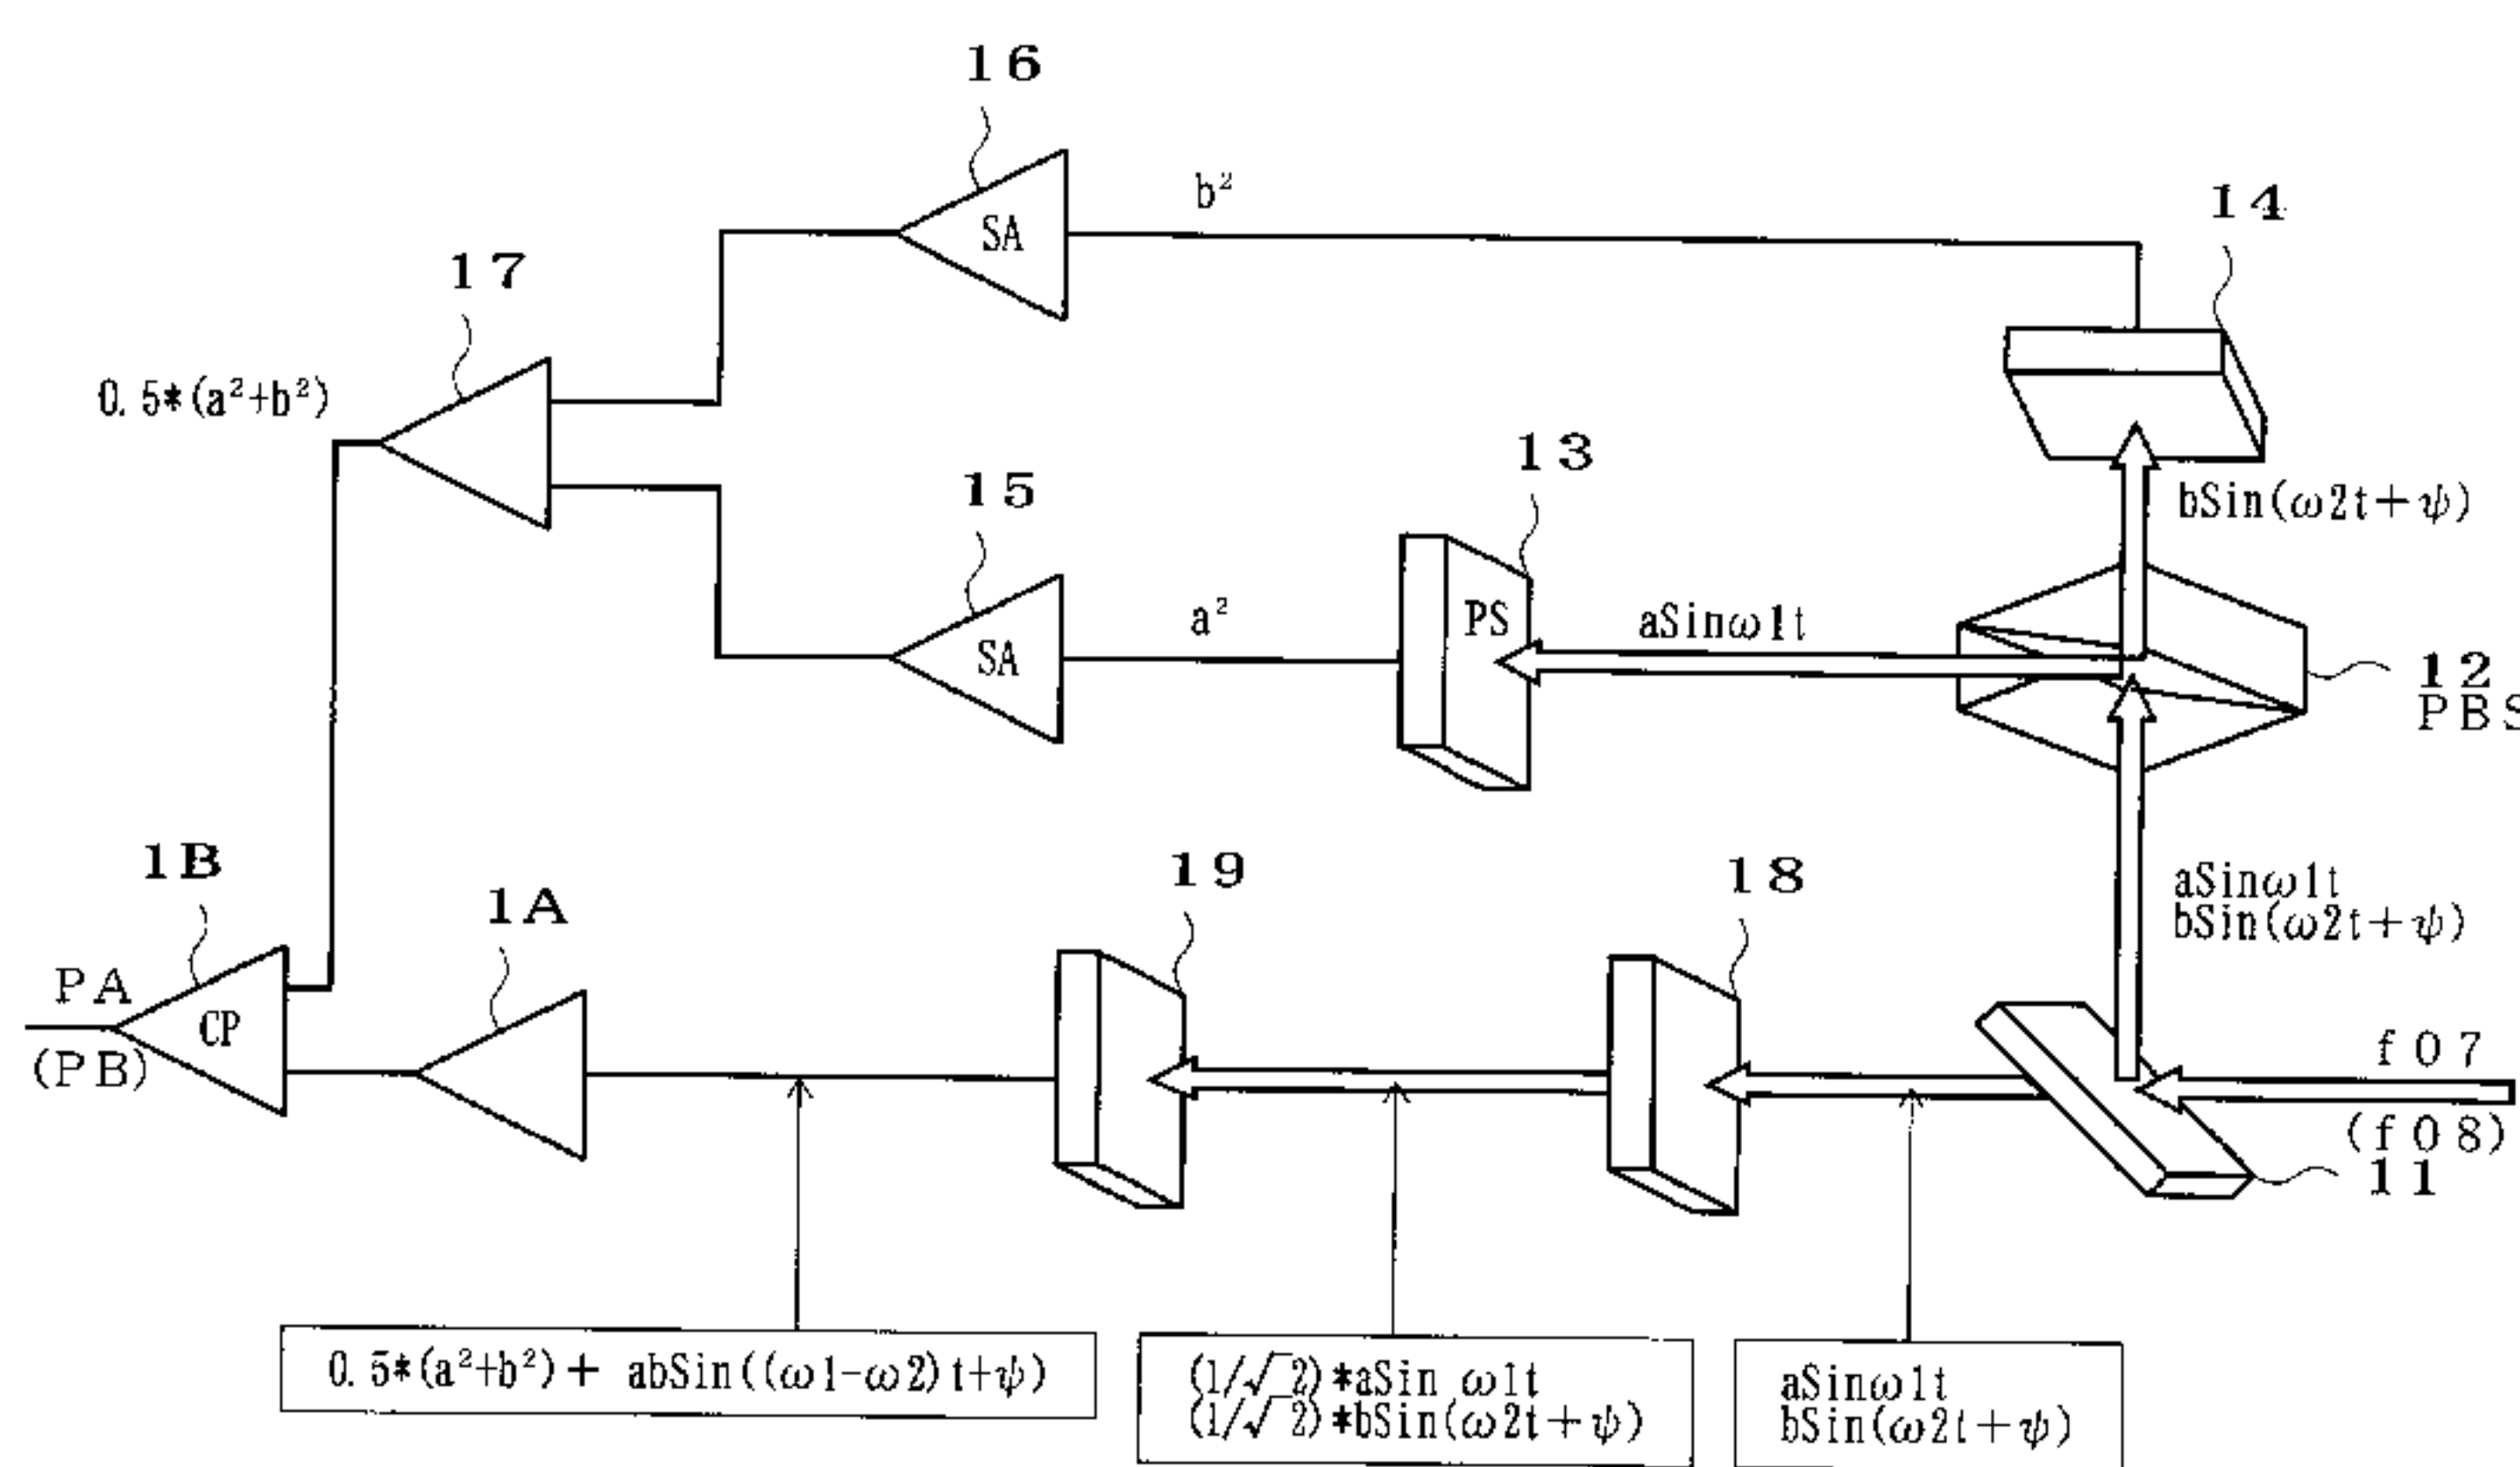 16
b²
14
SA
17
0.5*(a²+b²)
13
15
bSin(ω2t+ψ)
PS
a²
aSinω1t
SA
12
PBS
1B
19
18
1A
aSinω1t
bSin(ω2t+ψ)
PA
CP
(PB)
f07
(f08)
11
0.5*(a²+b²)+ abSin((ω1-ω2)t+ψ)
(1/√2)*aSin ω1t
(1/√2)*bSin(ω2t+ψ)
aSinω1t
bSin(ω2t+ψ)